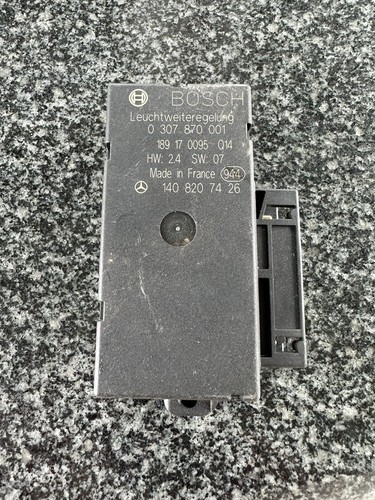 BOSCH
Leuchtweiteregelung
0 307 870 001
189 17 0095 Q14
HW: 2.4 SW: 07
Made in France 944
140 820 74 26